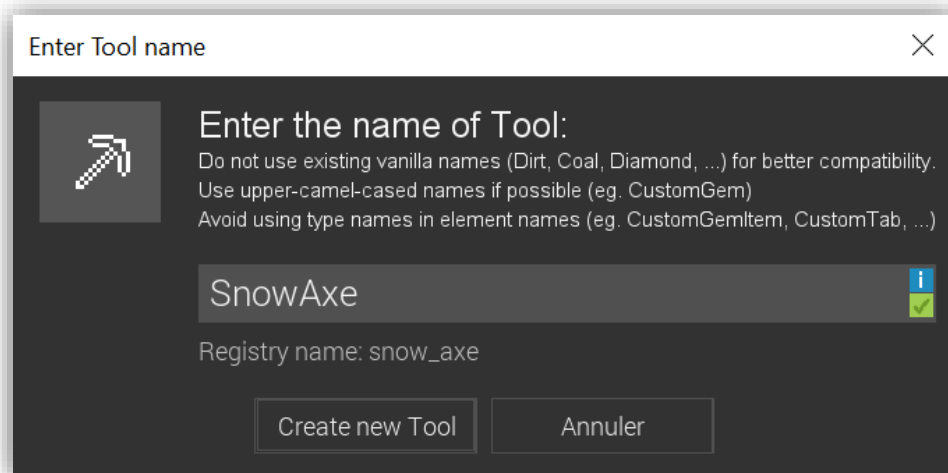 Enter Tool name
Enter the name of Tool:
Do not use existing vanilla names (Dirt, Coal, Diamond, ...) for better compatibility.
Use upper-camel-cased names if possible (eg. CustomGem)
Avoid using type names in element names (eg. CustomGemItem, CustomTab, ...)
SnowAxe
i
Registry name: snow_axe
Create new Tool Annuler